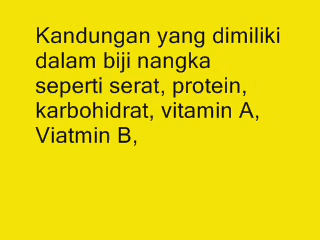 Kandungan yang dimiliki
dalam biji nangka
seperti serat, protein,
karbohidrat, vitamin A,
Viatmin B,